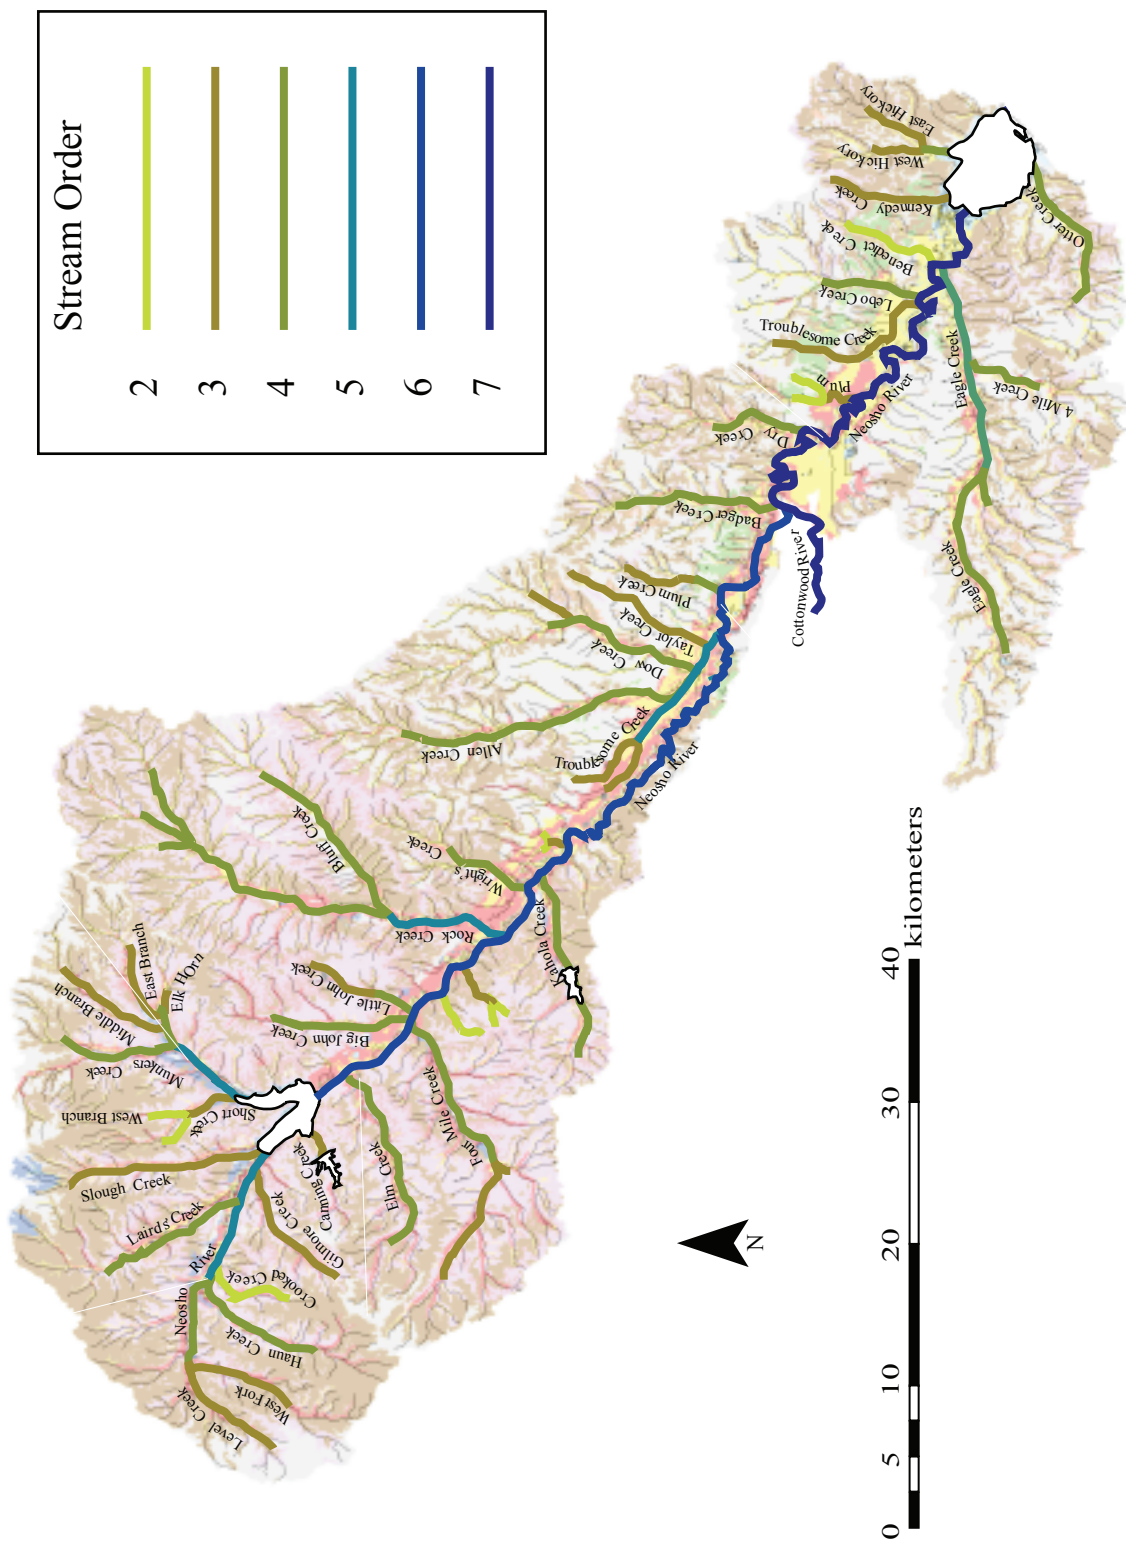 Stream Order
2
3
4
5
6
7
East Hickory
West Hickory
Kennedy Creek
Benedict Creek
Lebo Creek
Troublesome Creek
Plum
Dry Creek
Neosho River
Otter Creek
Eagle Creek
4 Mile Creek
Eagle Creek
Badger Creek
Cottonwood River
Plum Creek
Taylor Creek
Dow Creek
Allen Creek
Troublesome Creek
Neosho River
Bluff Creek
Wright's Creek
Rock Creek
Kahola Creek
East Branch
Elk Horn
Middle Branch
Munkers Creek
Little John Creek
Big John Creek
Four Mile Creek
Elm Creek
West Branch
Short Creek
Slough Creek
Canning Creek
Laird's Creek
Gilmore Creek
Neosho River
Crooked Creek
Haun Creek
West Fork
Level Creek
N
0 5 10 20 30 40
kilometers